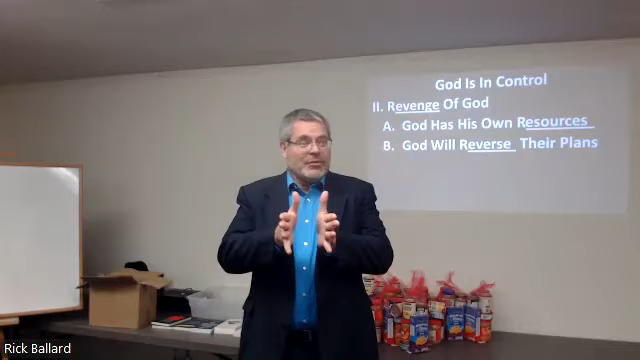 God Is In Control
II. Revenge Of God
A. God Has His Own Resources
B. God Will Reverse Their Plans
Rick Ballard